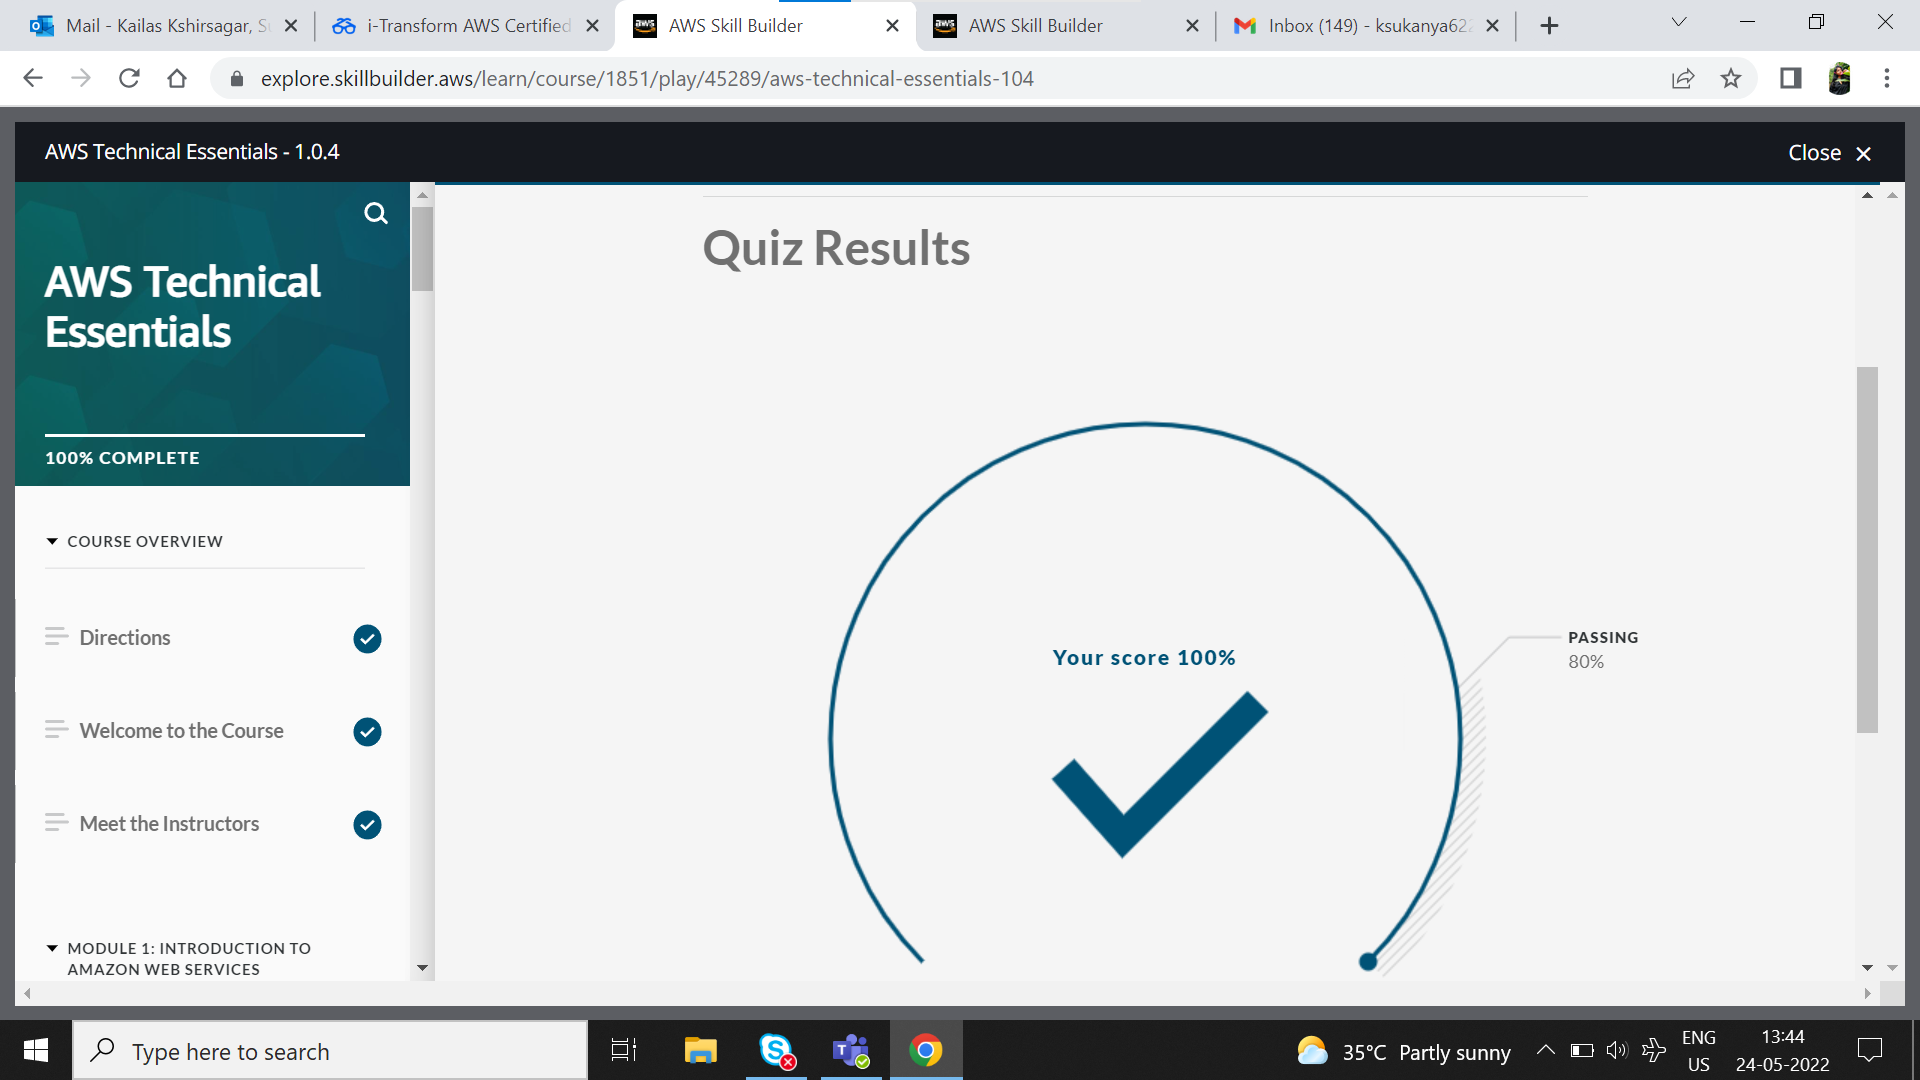 Mail - Kailas Kshirsagar, Su
i-Transform AWS Certified
aws
AWS Skill Builder
aws
AWS Skill Builder
Inbox (149) - ksukanya622
explore.skillbuilder.aws/learn/course/1851/play/45289/aws-technical-essentials-104
AWS Technical Essentials - 1.0.4
Close
AWS Technical
Essentials
100% COMPLETE
COURSE OVERVIEW
Directions
Welcome to the Course
Meet the Instructors
MODULE 1: INTRODUCTION TO
AMAZON WEB SERVICES
Quiz Results
Your score 100%
PASSING
80%
Type here to search
35°C Partly sunny
ENG
US
13:44
24-05-2022